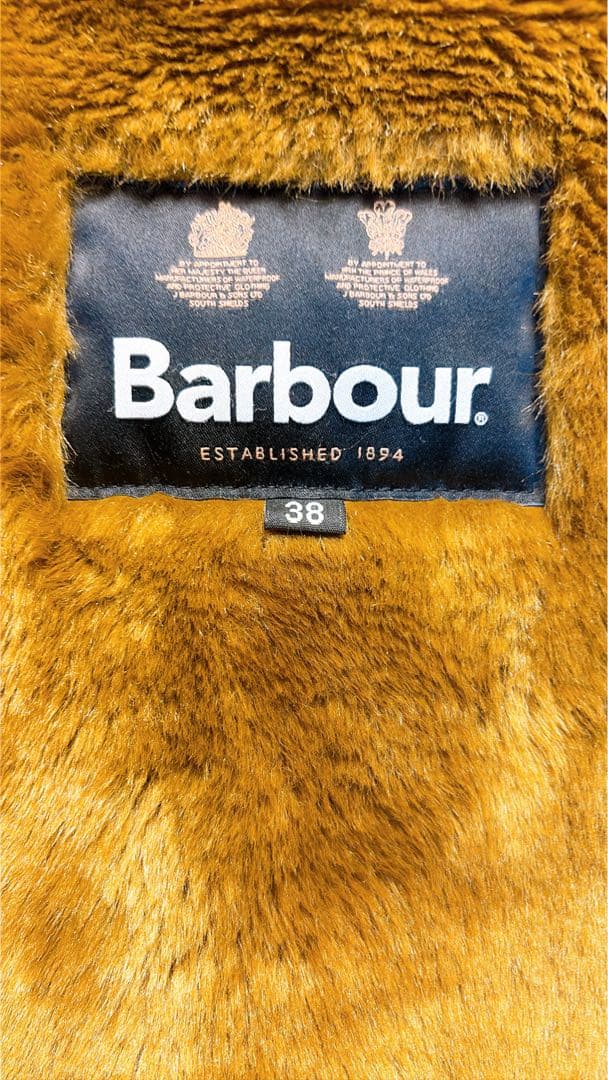 BY APPOINTMENT TO
HER MAJESTY THE QUEEN
MANUFACTURERS OF WATERPROOF
AND PROTECTIVE CLOTHING
J BARBOUR & SONS LTD
SOUTH SHIELDS
BY APPOINTMENT TO
HRH THE PRINCE OF WALES
MANUFACTURERS OF WATERPROOF
AND PROTECTIVE CLOTHING
J BARBOUR & SONS LTD
SOUTH SHIELDS
Barbour®
ESTABLISHED 1894
38